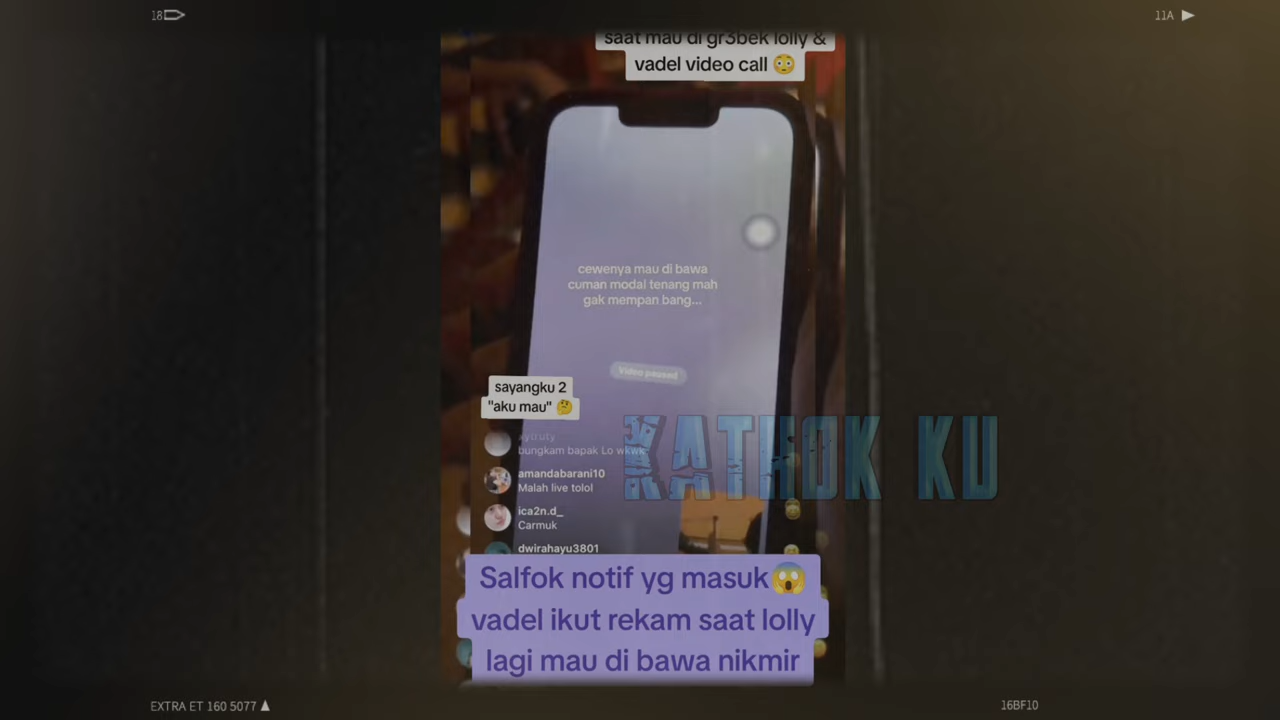 18
11A
saat mau di gr3bek lolly &
vadel video call 😳
cewenya mau di bawa
cuman modal tenang mah
gak mempan bang...
Video paused
sayangku 2
"aku mau" 🤔
xytruty
bungkam bapak Lo wkwk
amandabarani10
Malah live tolol
ica2n.d_
Carmuk
dwirahayu3801
KATHOK KU
Salfok notif yg masuk😱
vadel ikut rekam saat lolly
lagi mau di bawa nikmir
EXTRA ET 160 5077
16BF10